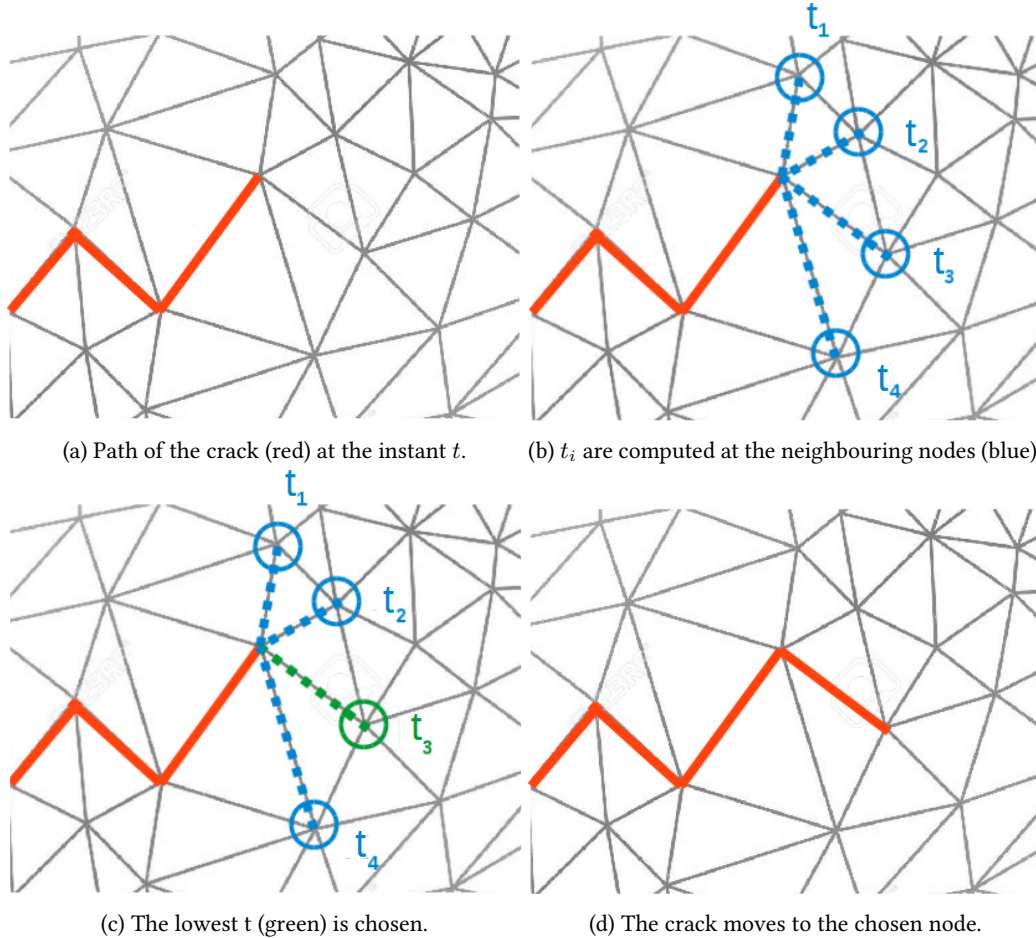 t₁
t₂
t₃
t₄
(a) Path of the crack (red) at the instant t.
(b) tᵢ are computed at the neighbouring nodes (blue)
t₁
t₂
t₃
t₄
(c) The lowest t (green) is chosen.
(d) The crack moves to the chosen node.